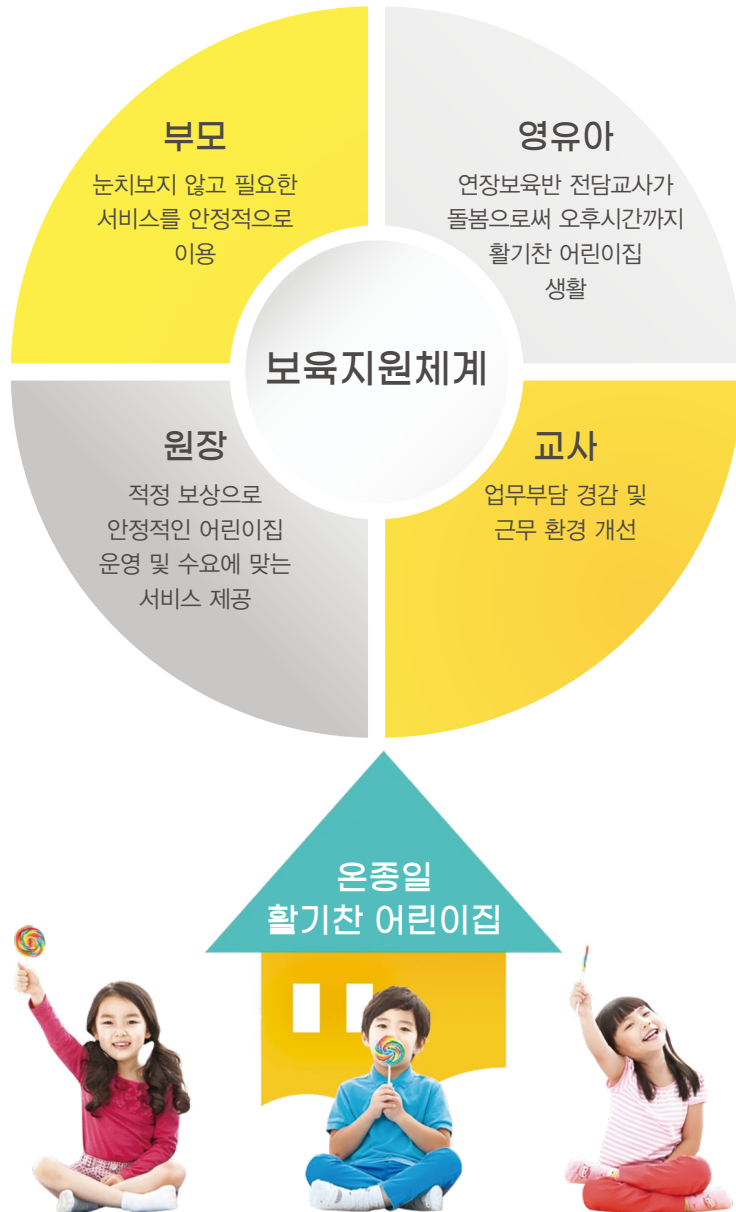 부모
눈치보지 않고 필요한
서비스를 안정적으로
이용
영유아
연장보육반 전담교사가
돌봄으로써 오후시간까지
활기찬 어린이집
생활
보육지원체계
원장
적정 보상으로
안정적인 어린이집
운영 및 수요에 맞는
서비스 제공
교사
업무부담 경감 및
근무 환경 개선
온종일
활기찬 어린이집